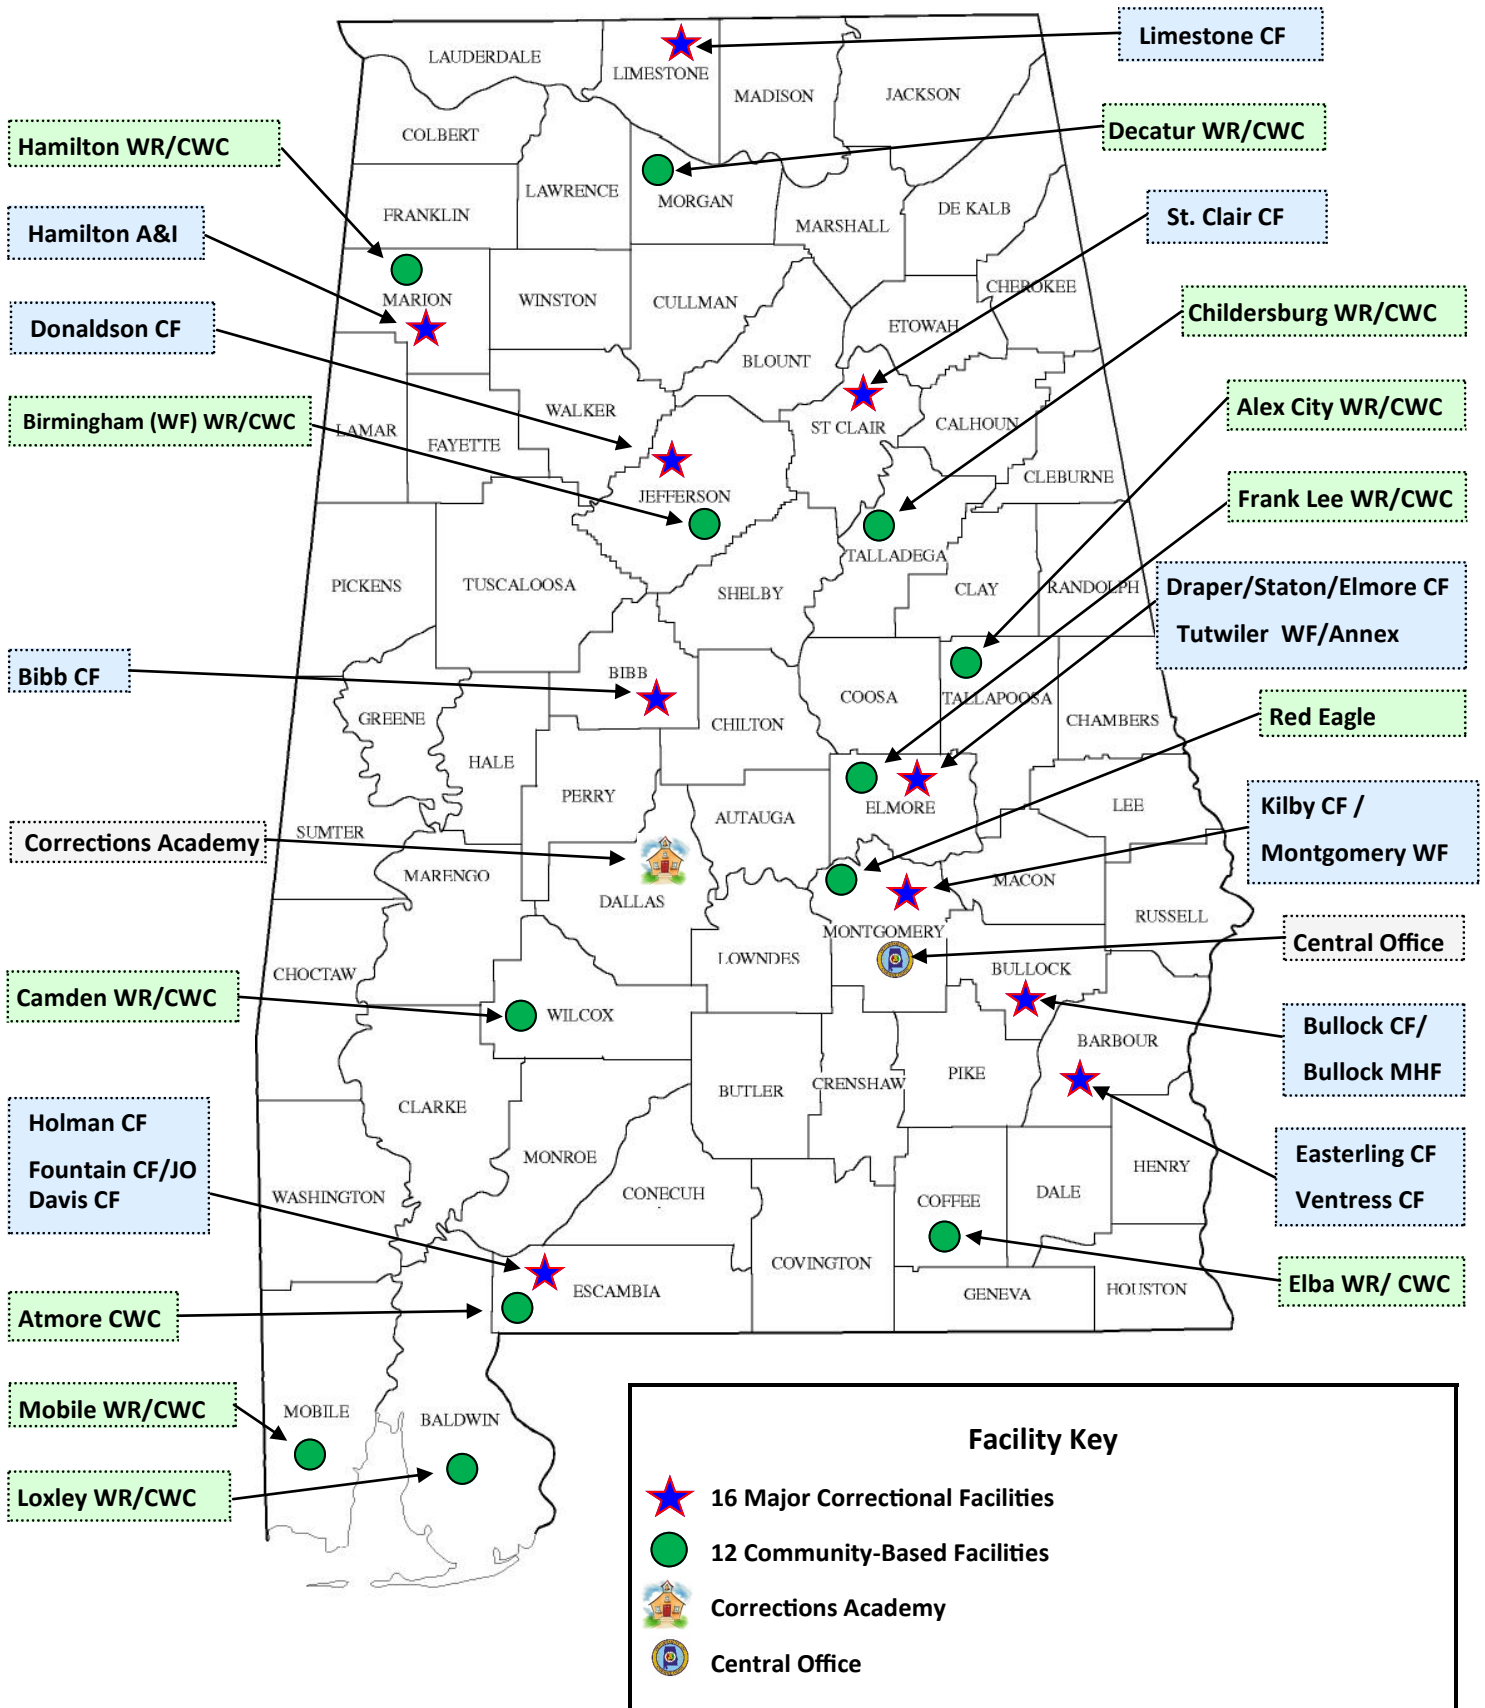 Limestone CF
Hamilton WR/CWC
Decatur WR/CWC
Hamilton A&I
St. Clair CF
Donaldson CF
Childersburg WR/CWC
Birmingham (WF) WR/CWC
Alex City WR/CWC
Frank Lee WR/CWC
Draper/Staton/Elmore CF
Tutwiler WF/Annex
Bibb CF
Red Eagle
Kilby CF /
Montgomery WF
Corrections Academy
Central Office
Camden WR/CWC
Bullock CF/
Bullock MHF
Holman CF
Fountain CF/JO
Davis CF
Easterling CF
Ventress CF
Elba WR/ CWC
Atmore CWC
Mobile WR/CWC
Loxley WR/CWC
LAUDERDALE
LIMESTONE
MADISON
JACKSON
COLBERT
LAWRENCE
MORGAN
FRANKLIN
MARSHALL
DE KALB
MARION
WINSTON
CULLMAN
CHEROKEE
ETOWAH
BLOUNT
WALKER
LAMAR
FAYETTE
ST CLAIR
CALHOUN
CLEBURNE
JEFFERSON
TALLADEGA
PICKENS
TUSCALOOSA
SHELBY
CLAY
RANDOLPH
BIBB
COOSA
TALLAPOOSA
CHAMBERS
GREENE
HALE
CHILTON
PERRY
AUTAUGA
ELMORE
LEE
SUMTER
MARENGO
DALLAS
MACON
RUSSELL
MONTGOMERY
LOWNDES
BULLOCK
CHOCTAW
WILCOX
BARBOUR
PIKE
CRENSHAW
BUTLER
CLARKE
MONROE
CONECUH
WASHINGTON
COFFEE
DALE
HENRY
COVINGTON
ESCAMBIA
GENEVA
HOUSTON
MOBILE
BALDWIN
Facility Key
16 Major Correctional Facilities
12 Community-Based Facilities
Corrections Academy
Central Office